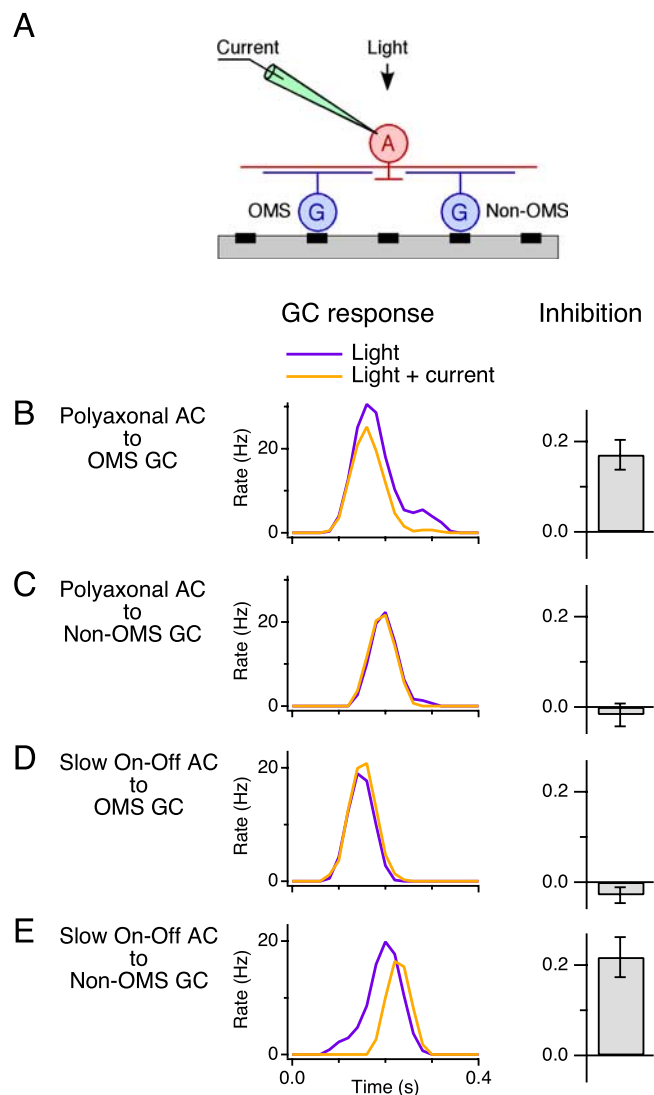 A
Current
Light
A
OMS
G
G
Non-OMS
GC response
Inhibition
Light
Light + current
B
Polyaxonal AC
to
OMS GC
Rate (Hz)
20
0
0.2
0.0
C
Polyaxonal AC
to
Non-OMS GC
Rate (Hz)
20
0
0.2
0.0
D
Slow On-Off AC
to
OMS GC
Rate (Hz)
20
0
0.2
0.0
E
Slow On-Off AC
to
Non-OMS GC
Rate (Hz)
20
0
0.2
0.0
0.0
Time (s)
0.4